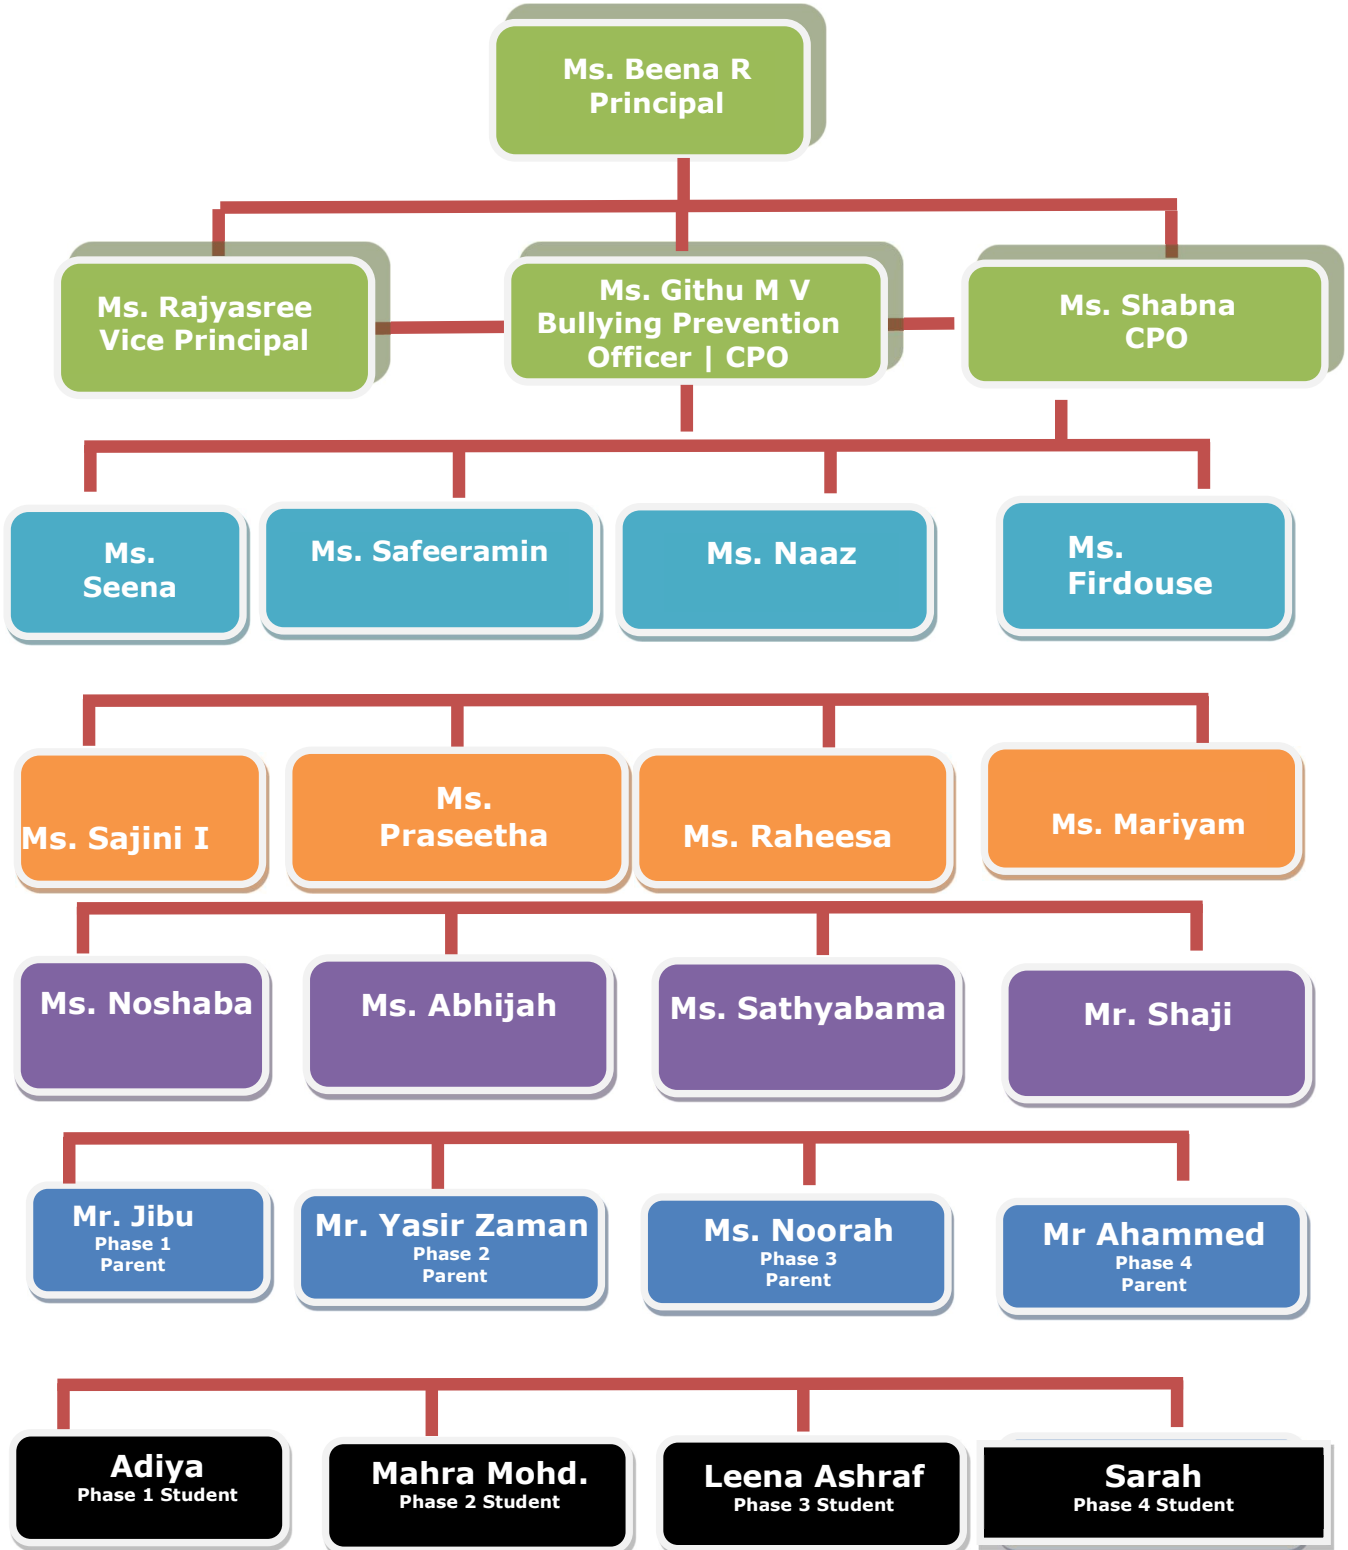 Ms. Beena R
Principal
Ms. Rajyasree
Vice Principal
Ms. Githu M V
Bullying Prevention
Officer | CPO
Ms. Shabna
CPO
Ms.
Seena
Ms. Safeeramin
Ms. Naaz
Ms.
Firdouse
Ms. Sajini I
Ms.
Praseetha
Ms. Raheesa
Ms. Mariyam
Ms. Noshaba
Ms. Abhijah
Ms. Sathyabama
Mr. Shaji
Mr. Jibu
Phase 1
Parent
Mr. Yasir Zaman
Phase 2
Parent
Ms. Noorah
Phase 3
Parent
Mr Ahammed
Phase 4
Parent
Adiya
Phase 1 Student
Mahra Mohd.
Phase 2 Student
Leena Ashraf
Phase 3 Student
Sarah
Phase 4 Student